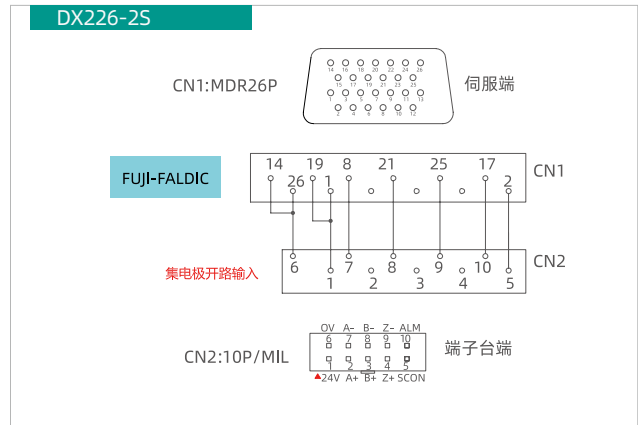 DX226-2S
14 16 18 20 22 24 26
15 17 19 21 23 25
1 3 5 7 9 11 13
2 4 6 8 10 12
CN1:MDR26P
伺服端
14 19 8 21 25 17
26 1 2
CN1
FUJI-FALDIC
集电极开路输入
6 7 8 9 10
1 2 3 4 5
CN2
CN2:10P/MIL
端子台端
0V A- B- Z- ALM
6 7 8 9 10
1 2 3 4 5
24V A+ B+ Z+ SCON